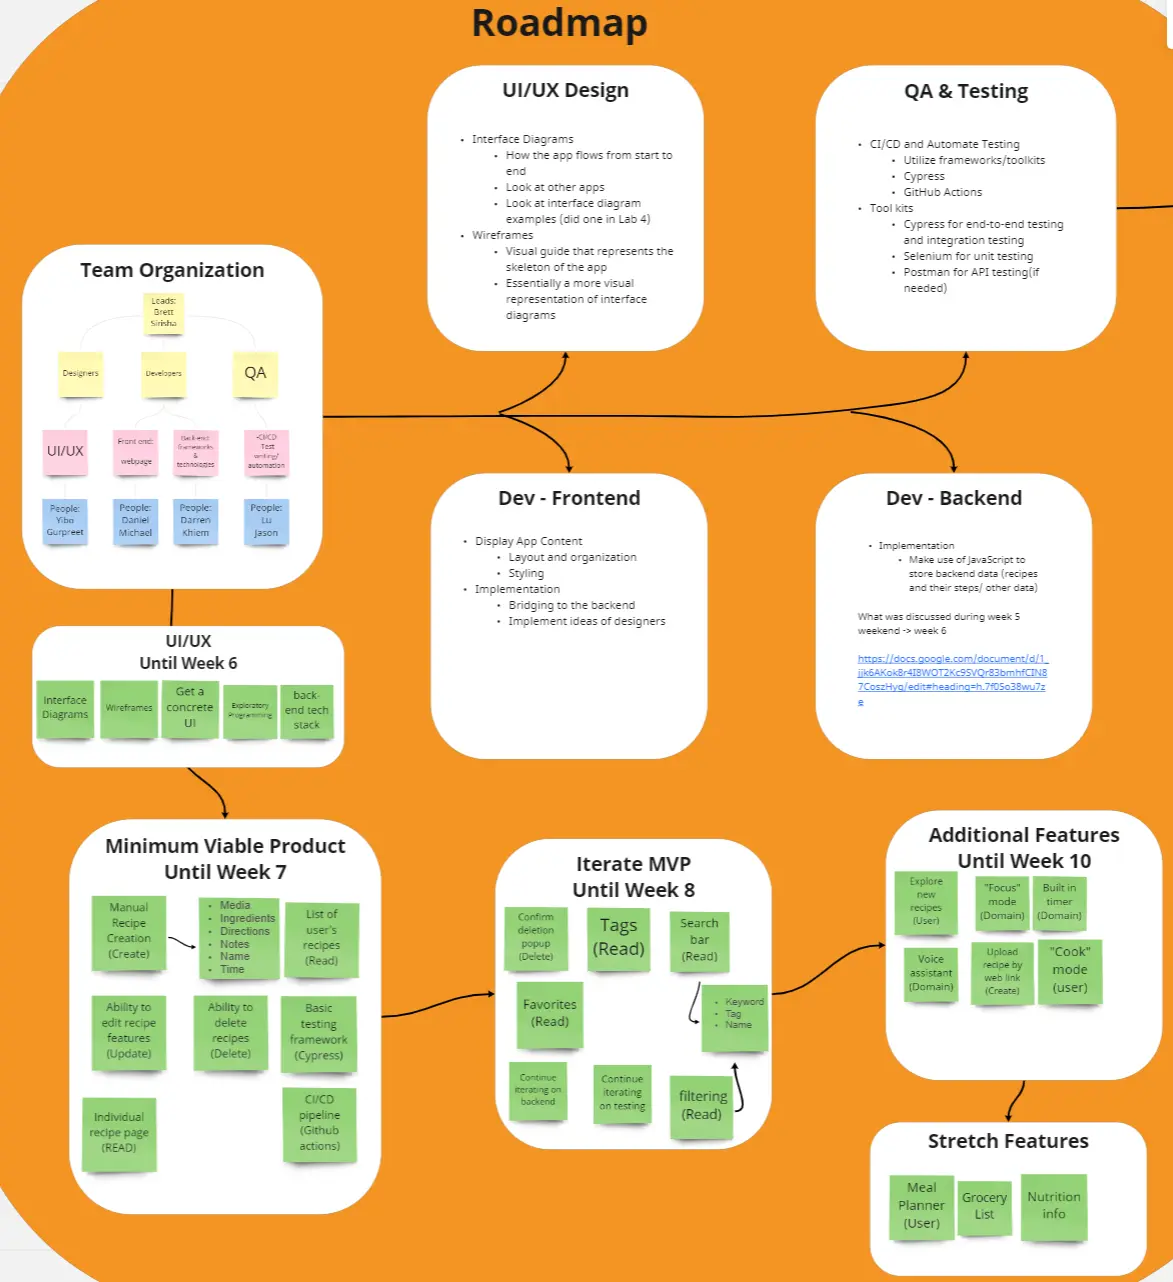 Roadmap
UI/UX Design
• Interface Diagrams
• How the app flows from start to
end
• Look at other apps
• Look at interface diagram
examples (did one in Lab 4)
• Wireframes
• Visual guide that represents the
skeleton of the app
• Essentially a more visual
representation of interface
diagrams
QA & Testing
• CI/CD and Automate Testing
• Utilize frameworks/toolkits
• Cypress
• GitHub Actions
• Tool kits
• Cypress for end-to-end testing
and integration testing
• Selenium for unit testing
• Postman for API testing(if
needed)
Team Organization
Leads:
Brett
Sirisha
Designers
Developers
QA
UI/UX
Front end:
webpage
Back end:
frameworks
&
technologies
-CI/CD
Test
writing/
automation
People:
Yibo
Gurpreet
People:
Daniel
Michael
People:
Darren
Khiem
People:
Lu
Jason
Dev - Frontend
• Display App Content
• Layout and organization
• Styling
• Implementation
• Bridging to the backend
• Implement ideas of designers
Dev - Backend
• Implementation
• Make use of JavaScript to
store backend data (recipes
and their steps/ other data)
What was discussed during week 5
weekend -> week 6
https://docs.google.com/document/d/1_
jjk6AKokBr4I8WOT2Kc9SVQr83bmhfCIN8
7CoszHyg/edit#heading=h.7f05o38wu7z
e
UI/UX
Until Week 6
Interface
Diagrams
Wireframes
Get a
concrete
UI
Exploratory
Programming
back-
end tech
stack
Minimum Viable Product
Until Week 7
Manual
Recipe
Creation
(Create)
• Media
• Ingredients
• Directions
• Notes
• Name
• Time
List of
user's
recipes
(Read)
Ability to
edit recipe
features
(Update)
Ability to
delete
recipes
(Delete)
Basic
testing
framework
(Cypress)
Individual
recipe page
(READ)
CI/CD
pipeline
(Github
actions)
Iterate MVP
Until Week 8
Confirm
deletion
popup
(Delete)
Tags
(Read)
Search
bar
(Read)
Favorites
(Read)
• Keyword
• Tag
• Name
Continue
iterating on
backend
Continue
iterating
on testing
filtering
(Read)
Additional Features
Until Week 10
Explore
new
recipes
(User)
"Focus"
mode
(Domain)
Built in
timer
(Domain)
Voice
assistant
(Domain)
Upload
recipe by
web link
(Create)
"Cook"
mode
(user)
Stretch Features
Meal
Planner
(User)
Grocery
List
Nutrition
info